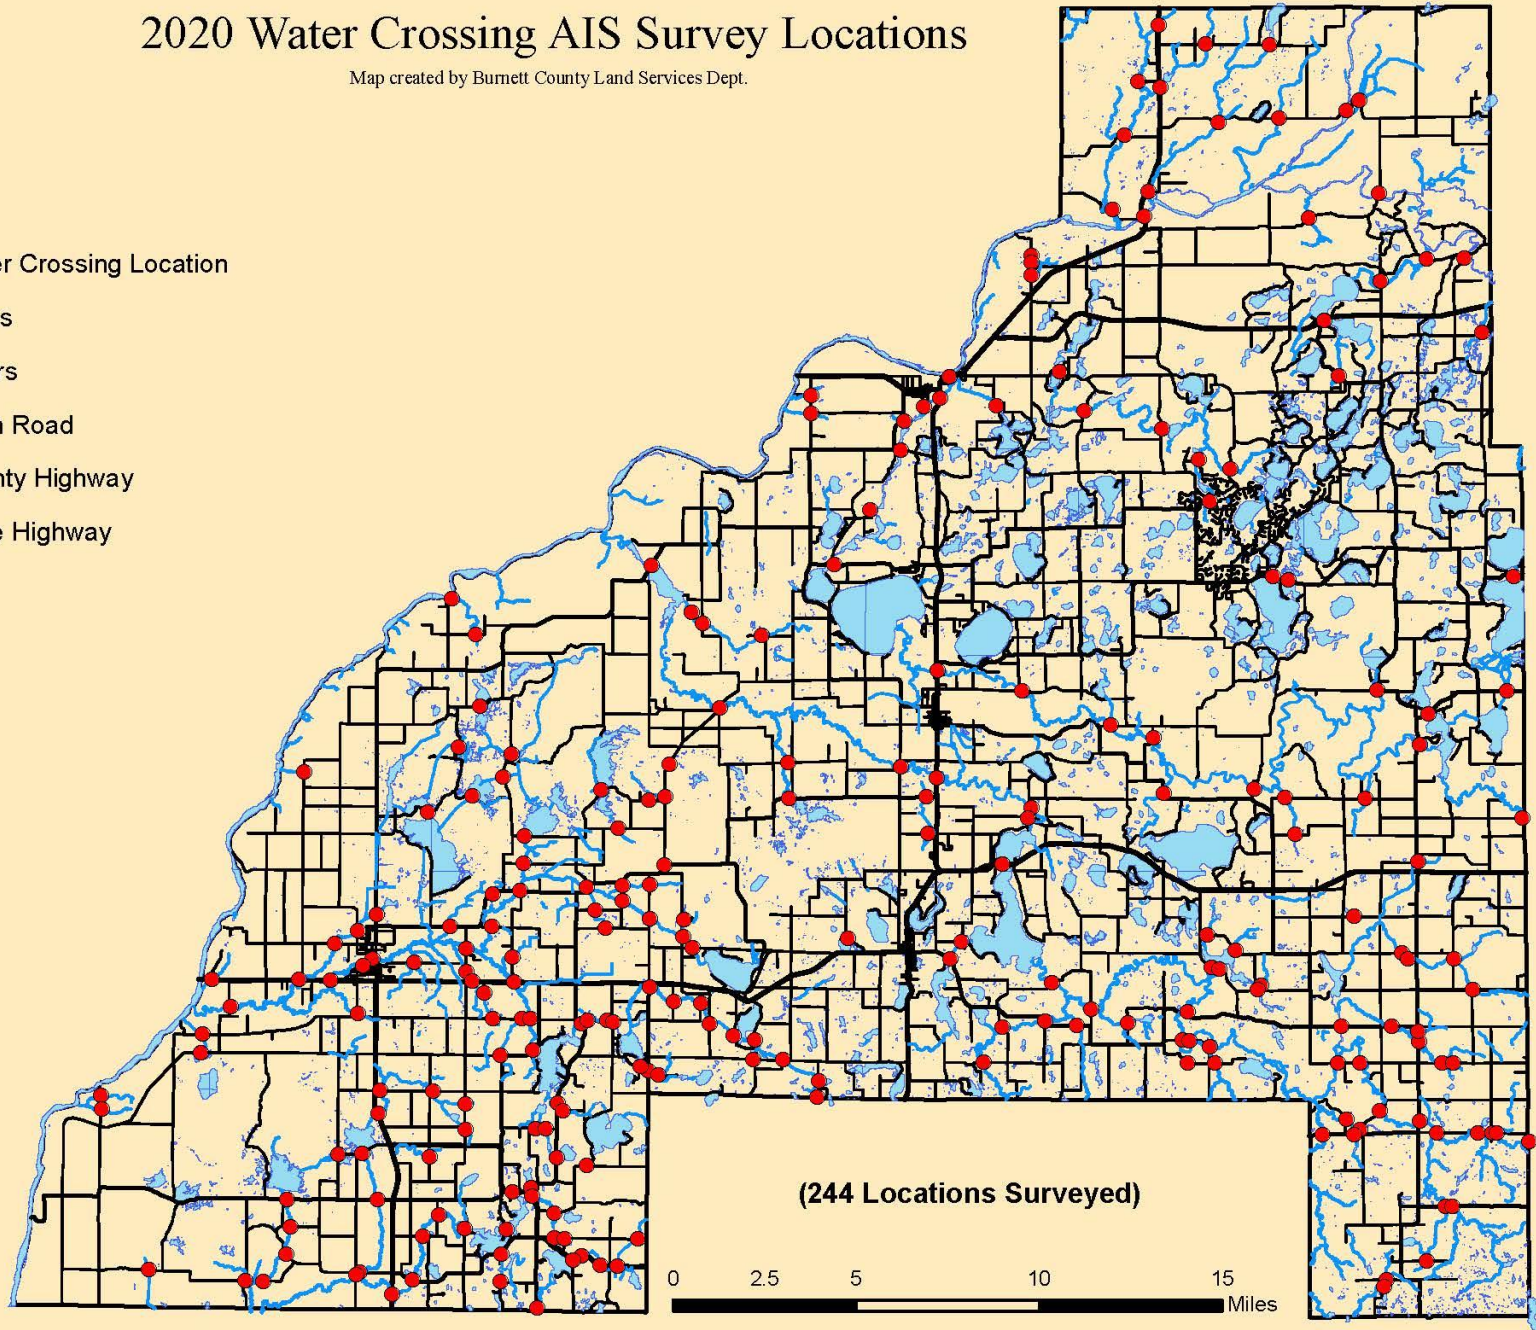 2020 Water Crossing AIS Survey Locations
Map created by Burnett County Land Services Dept.
er Crossing Location
s
rs
n Road
nty Highway
e Highway
(244 Locations Surveyed)
0 2.5 5 10 15
Miles